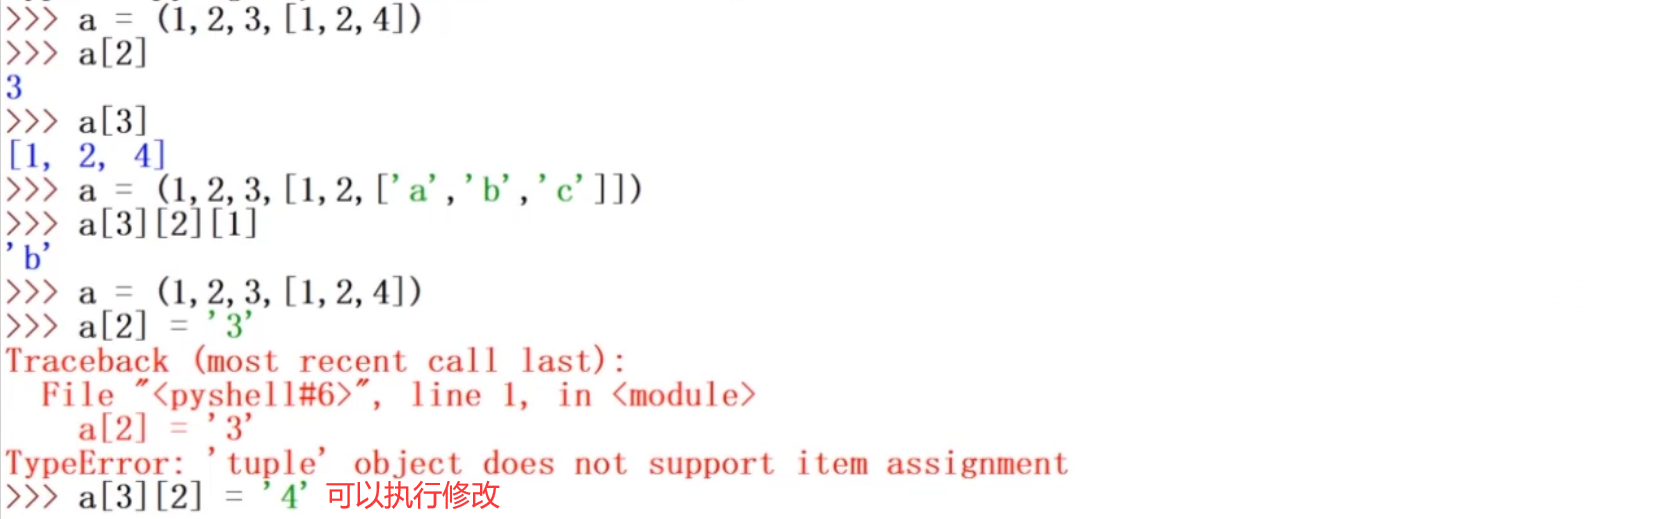 >>> a = (1,2,3,[1,2,4])
>>> a[2]
3
>>> a[3]
[1, 2, 4]
>>> a = (1,2,3,[1,2,['a','b','c']])
>>> a[3][2][1]
'b'
>>> a = (1,2,3,[1,2,4])
>>> a[2] = '3'
Traceback (most recent call last):
  File "<pyshell#6>", line 1, in <module>
    a[2] = '3'
TypeError: 'tuple' object does not support item assignment
>>> a[3][2] = '4' 可以执行修改